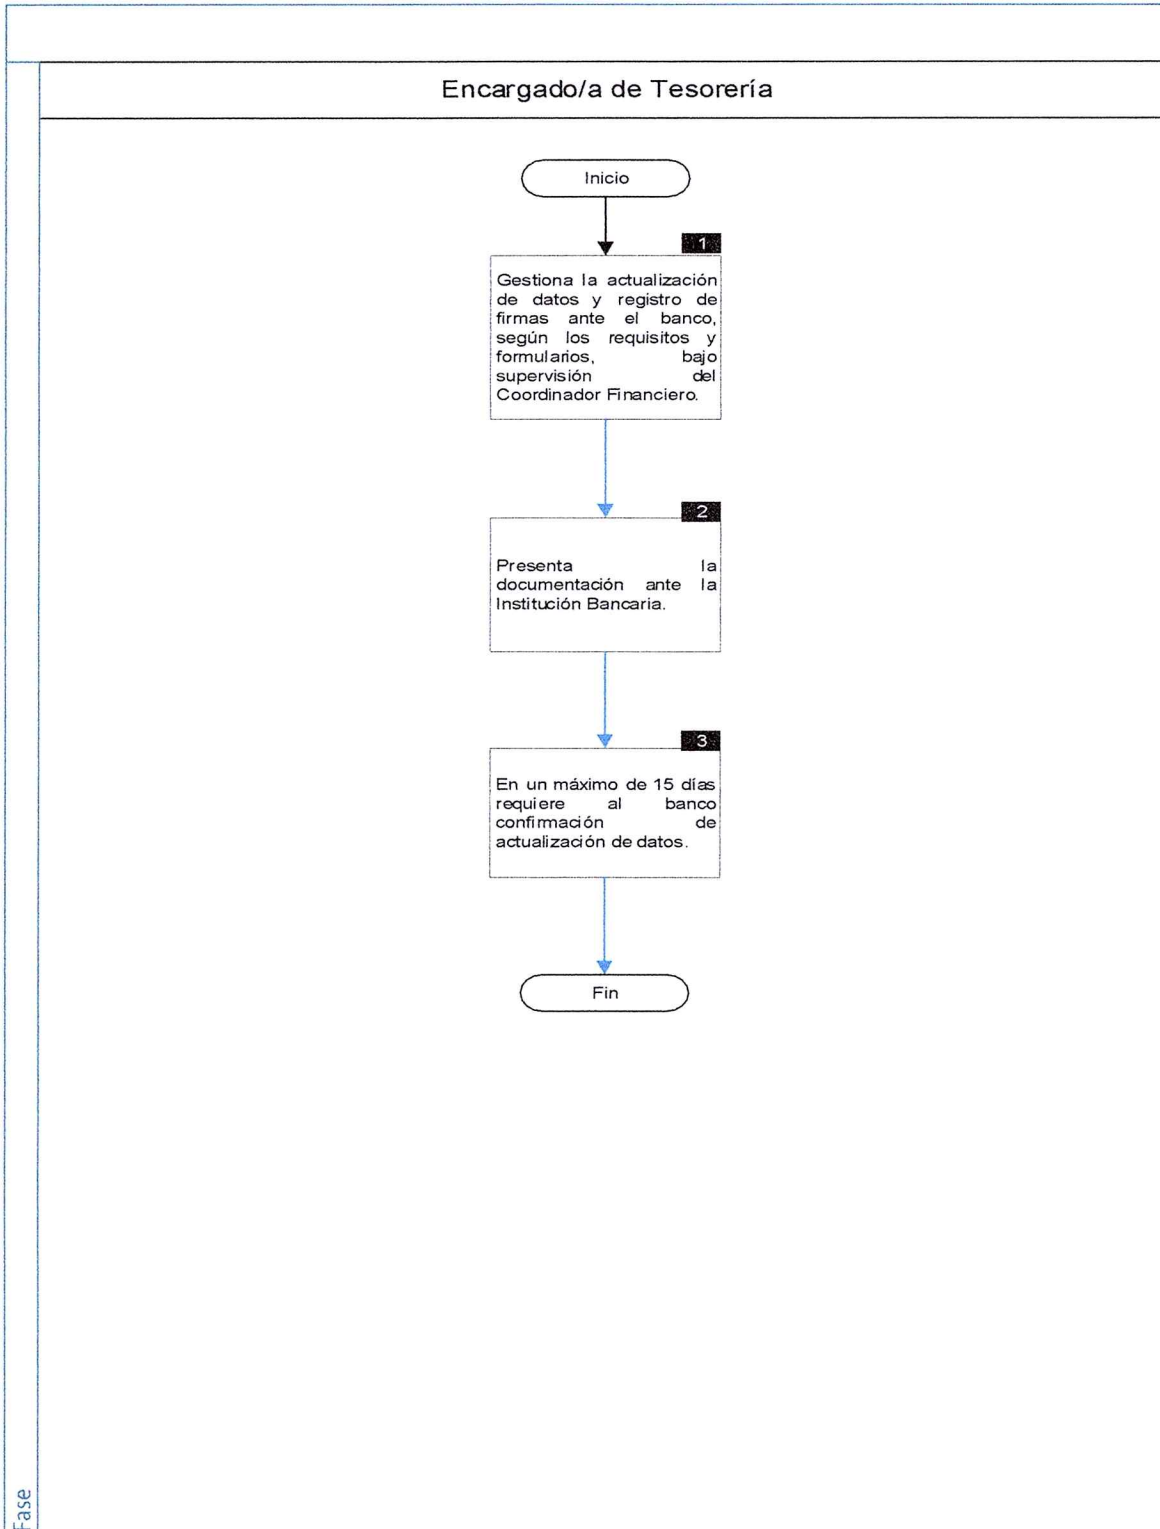 Encargado/a de Tesorería
Inicio
1
Gestiona la actualización
de datos y registro de
firmas ante el banco,
según los requisitos y
formularios, bajo
supervisión del
Coordinador Financiero.
2
Presenta la
documentación ante la
Institución Bancaria.
3
En un máximo de 15 días
requiere al banco
confirmación de
actualización de datos.
Fin
Fase